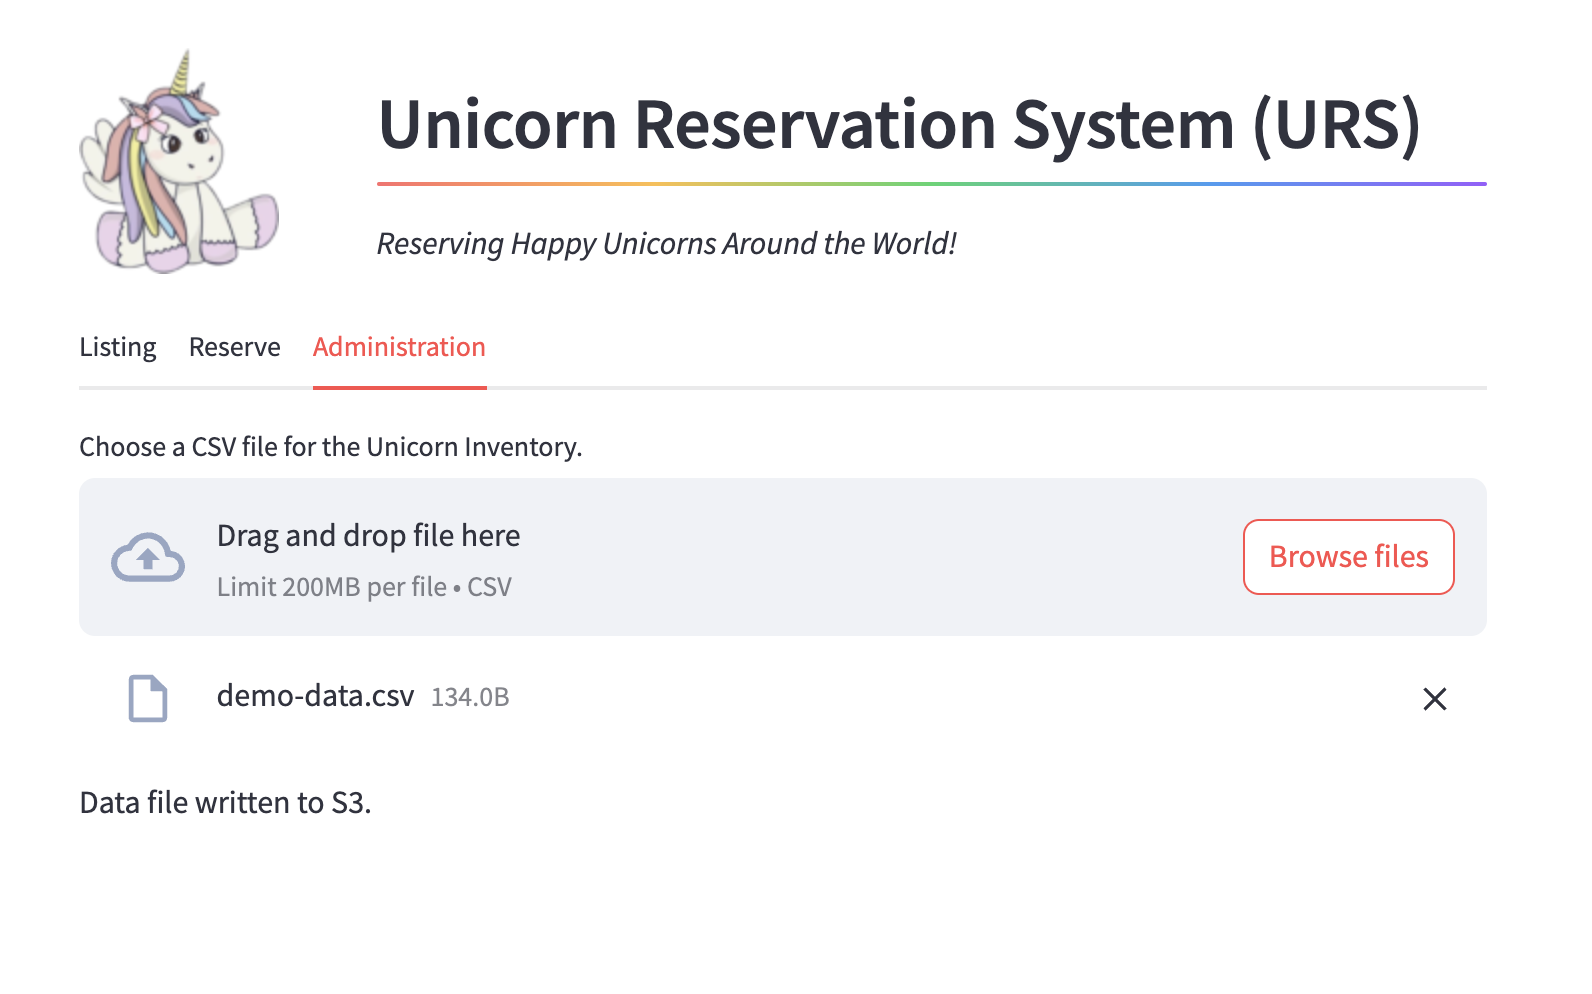 Unicorn Reservation System (URS)
Reserving Happy Unicorns Around the World!
Listing Reserve Administration
Choose a CSV file for the Unicorn Inventory.
Drag and drop file here
Limit 200MB per file • CSV
Browse files
demo-data.csv 134.0B
Data file written to S3.